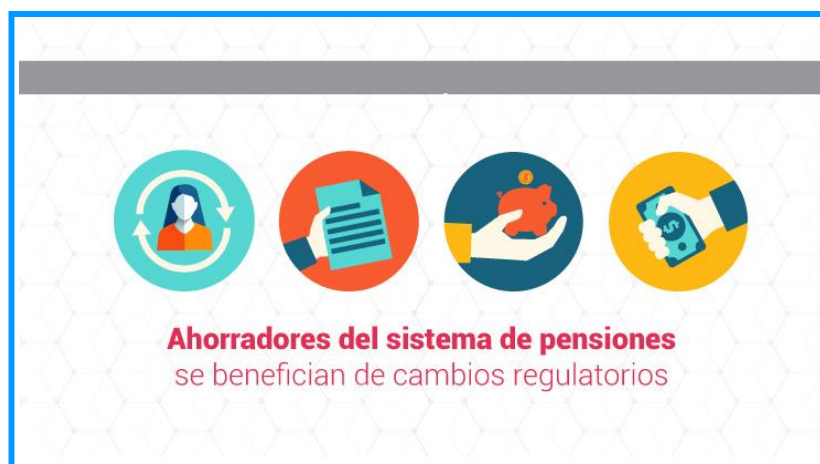 Ahorradores del sistema de pensiones
se benefician de cambios regulatorios